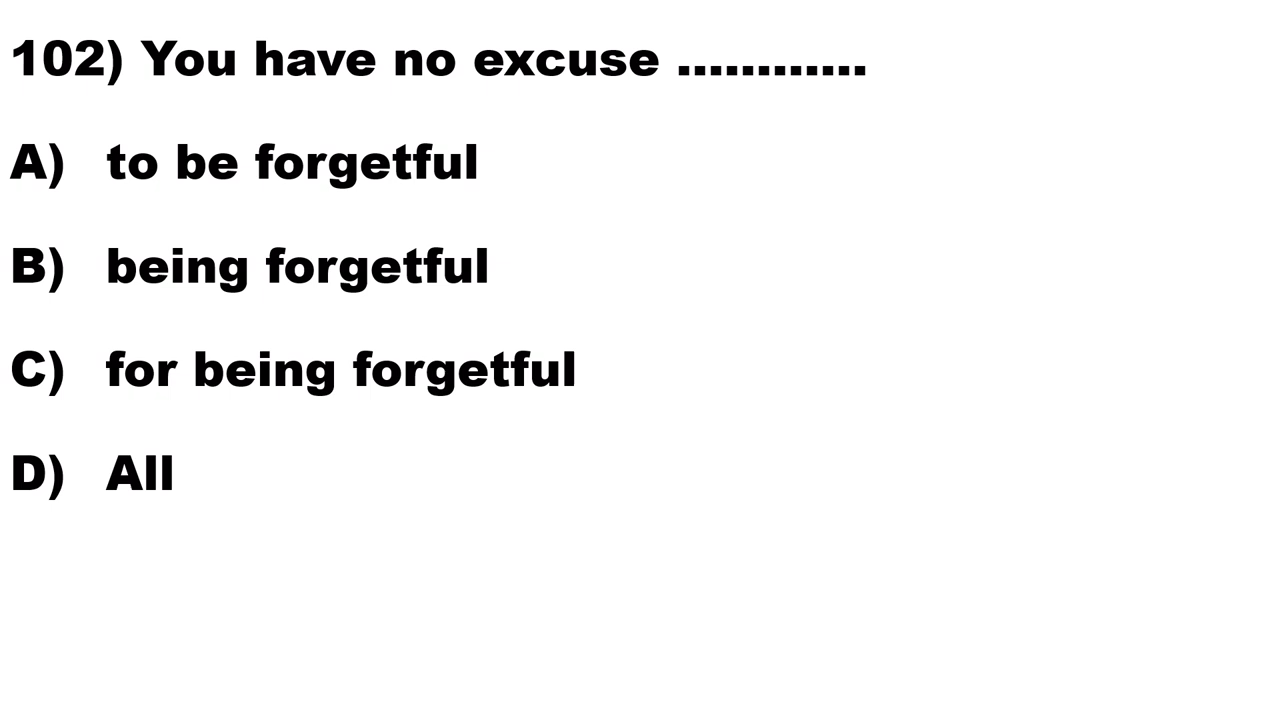 102) You have no excuse ............
A) to be forgetful
B) being forgetful
C) for being forgetful
D) All